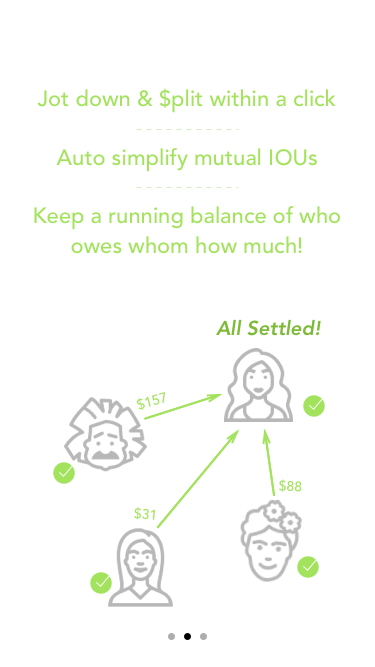 Jot down & $plit within a click
Auto simplify mutual IOUs
Keep a running balance of who
owes whom how much!
All Settled!
$157
$31
$88